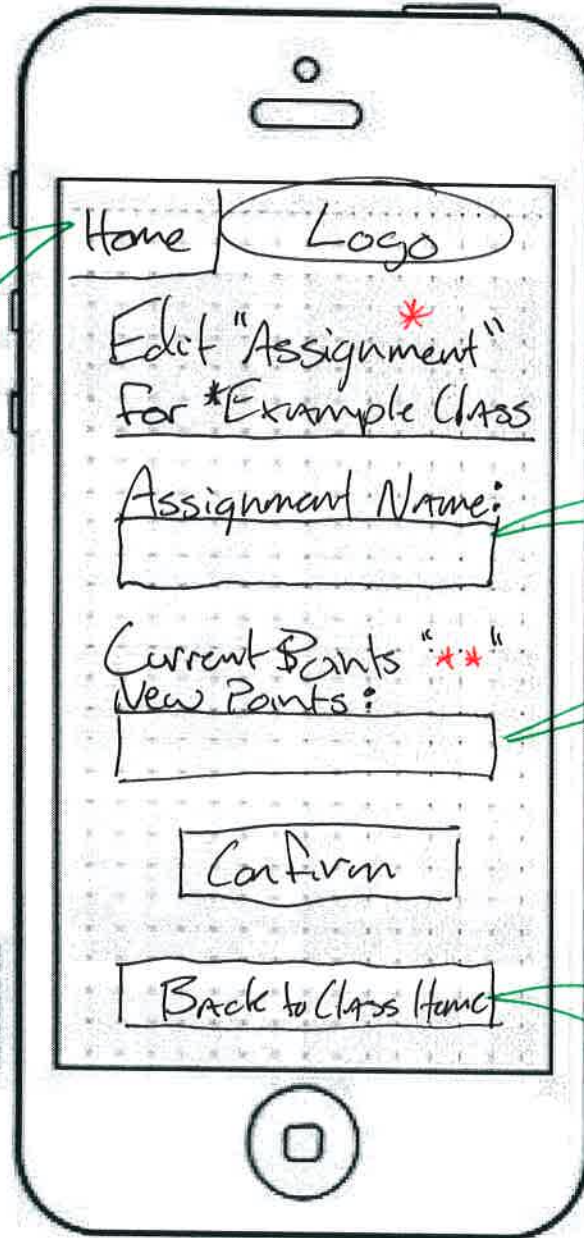 Home
Logo
Edit "Assignment*"
for *Example Class
Assignment Name:
Current Points "**"
New Points:
Confirm
Back to Class Home